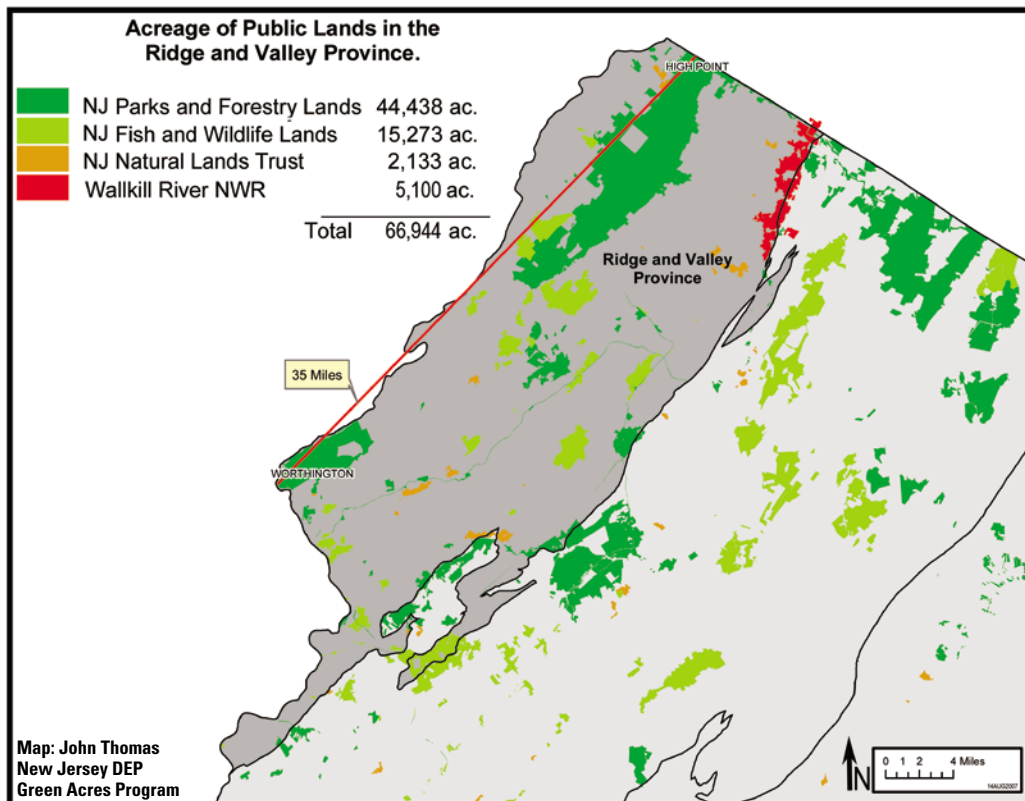 Acreage of Public Lands in the
Ridge and Valley Province.
NJ Parks and Forestry Lands 44,438 ac.
NJ Fish and Wildlife Lands 15,273 ac.
NJ Natural Lands Trust 2,133 ac.
Wallkill River NWR 5,100 ac.
Total 66,944 ac.
HIGH POINT
Ridge and Valley
Province
35 Miles
WORTHINGTON
Map: John Thomas
New Jersey DEP
Green Acres Program
N
0 1 2 4 Miles
14AUG2007